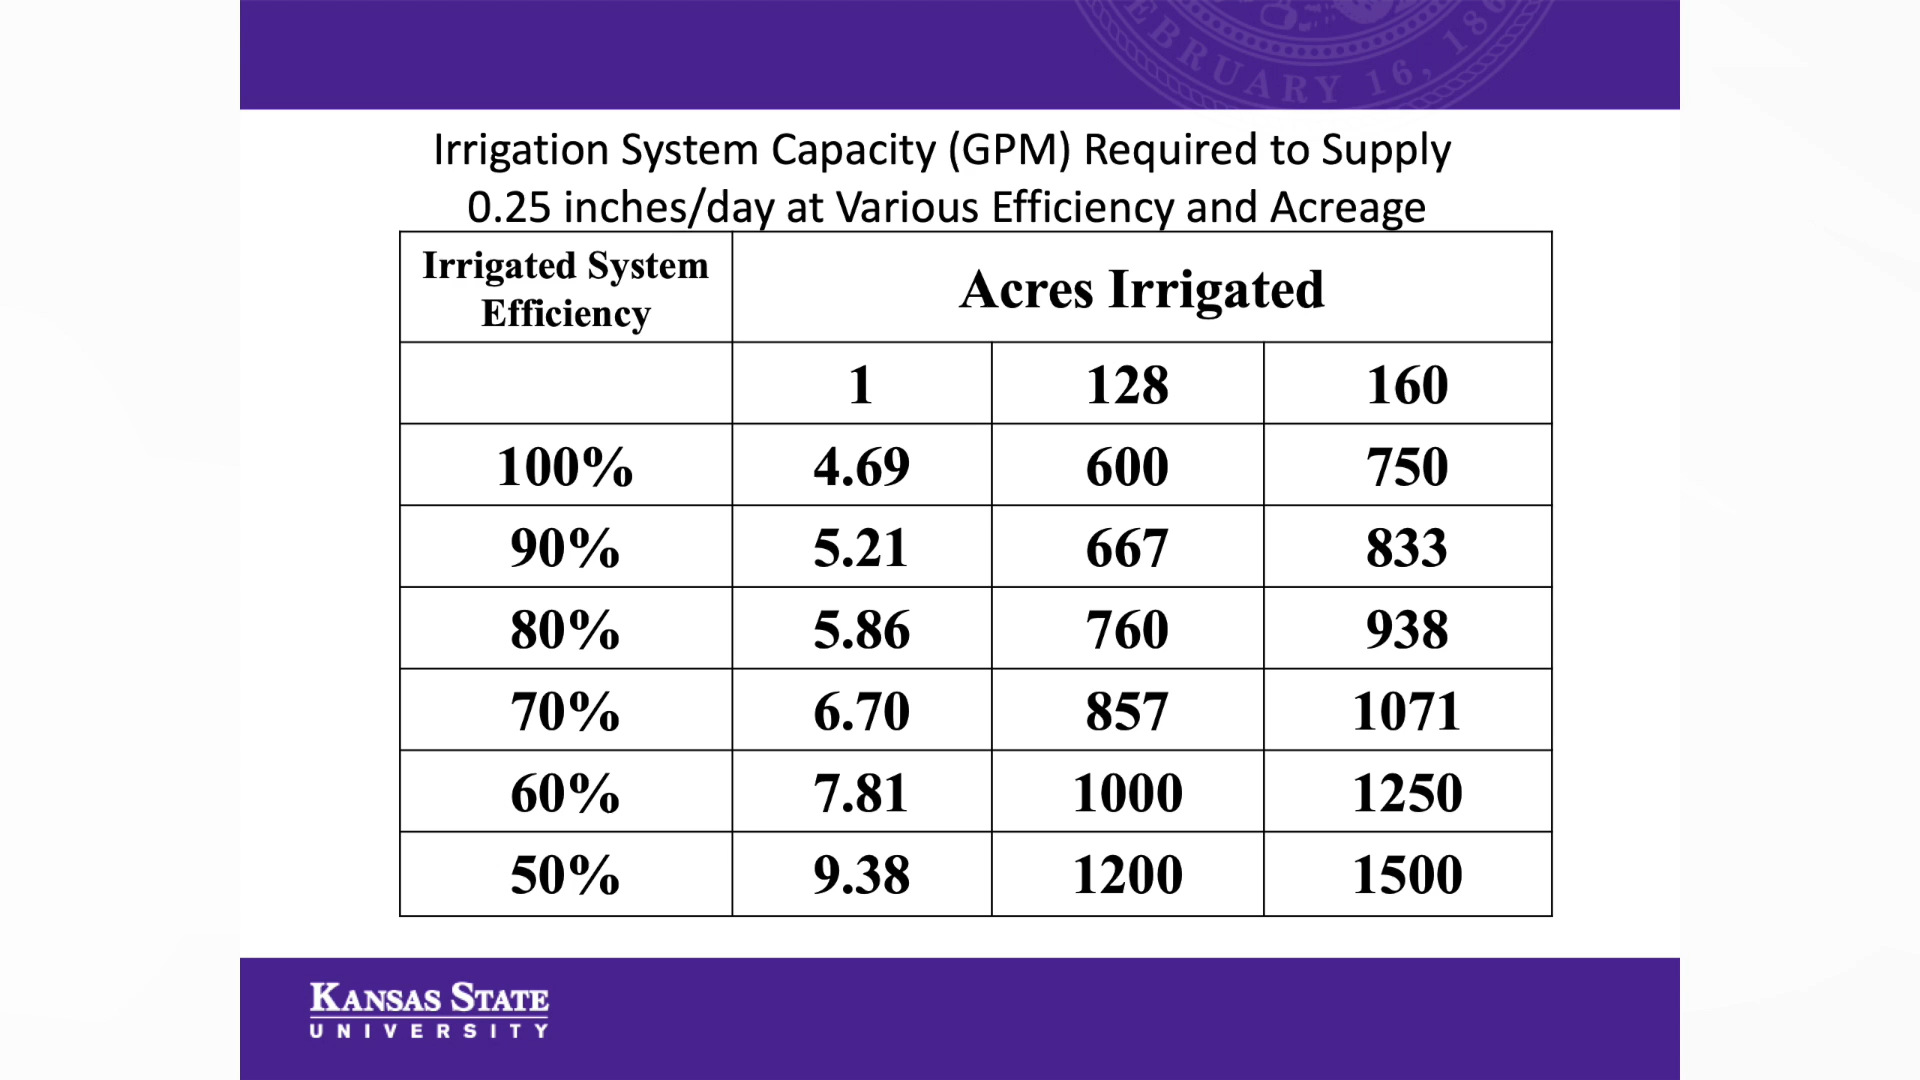 EBRUARY 16, 186
Irrigation System Capacity (GPM) Required to Supply
0.25 inches/day at Various Efficiency and Acreage
Irrigated System
Efficiency
Acres Irrigated
1 128 160
100% 4.69 600 750
90% 5.21 667 833
80% 5.86 760 938
70% 6.70 857 1071
60% 7.81 1000 1250
50% 9.38 1200 1500
KANSAS STATE
UNIVERSITY